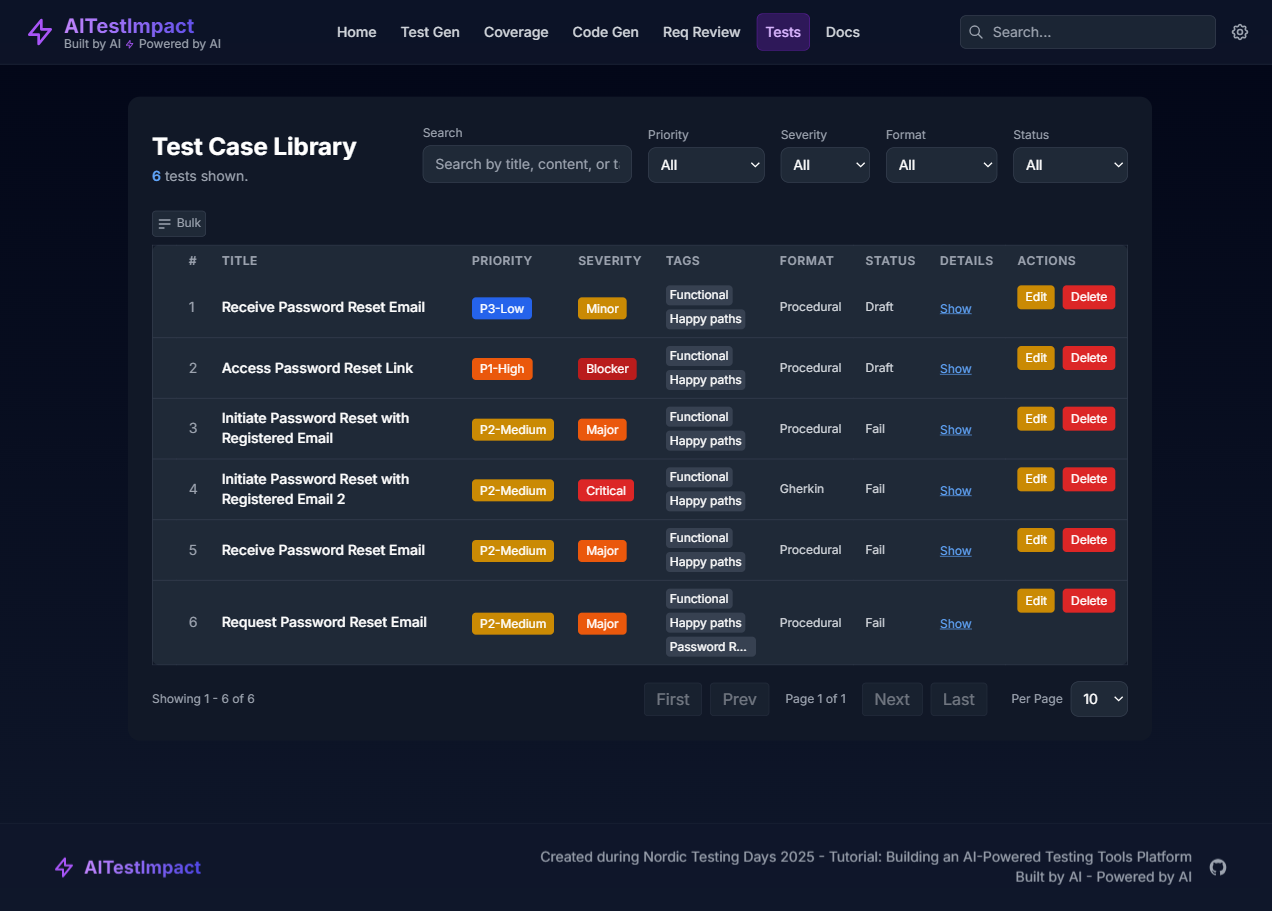 AITestImpact
Built by AI ⚡ Powered by AI
Home Test Gen Coverage Code Gen Req Review Tests Docs
Search...
Test Case Library
6 tests shown.
Search
Search by title, content, or t
Priority
All
Severity
All
Format
All
Status
All
Bulk
# TITLE PRIORITY SEVERITY TAGS FORMAT STATUS DETAILS ACTIONS
1 Receive Password Reset Email P3-Low Minor Functional Happy paths Procedural Draft Show Edit Delete
2 Access Password Reset Link P1-High Blocker Functional Happy paths Procedural Draft Show Edit Delete
3 Initiate Password Reset with
Registered Email P2-Medium Major Functional Happy paths Procedural Fail Show Edit Delete
4 Initiate Password Reset with
Registered Email 2 P2-Medium Critical Functional Happy paths Gherkin Fail Show Edit Delete
5 Receive Password Reset Email P2-Medium Major Functional Happy paths Procedural Fail Show Edit Delete
6 Request Password Reset Email P2-Medium Major Functional Happy paths Password R... Procedural Fail Show Edit Delete
Showing 1 - 6 of 6
First Prev Page 1 of 1 Next Last Per Page 10
AITestImpact
Created during Nordic Testing Days 2025 - Tutorial: Building an AI-Powered Testing Tools Platform
Built by AI - Powered by AI